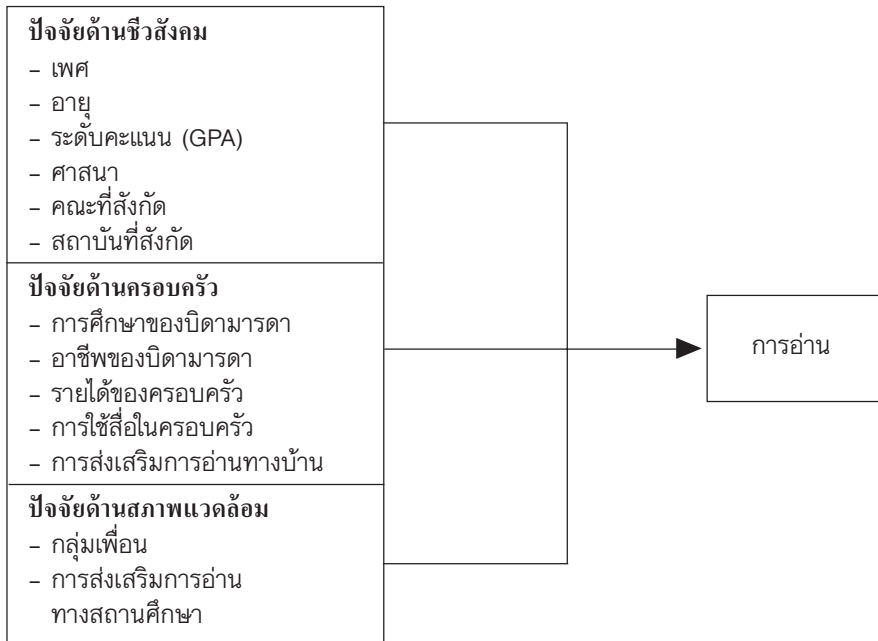 ปัจจัยด้านชีวสังคม
– เพศ
– อายุ
– ระดับคะแนน (GPA)
– ศาสนา
– คณะที่สังกัด
– สถาบันที่สังกัด
ปัจจัยด้านครอบครัว
– การศึกษาของบิดามารดา
– อาชีพของบิดามารดา
– รายได้ของครอบครัว
– การใช้สื่อในครอบครัว
– การส่งเสริมการอ่านทางบ้าน
ปัจจัยด้านสภาพแวดล้อม
– กลุ่มเพื่อน
– การส่งเสริมการอ่าน
ทางสถานศึกษา
การอ่าน